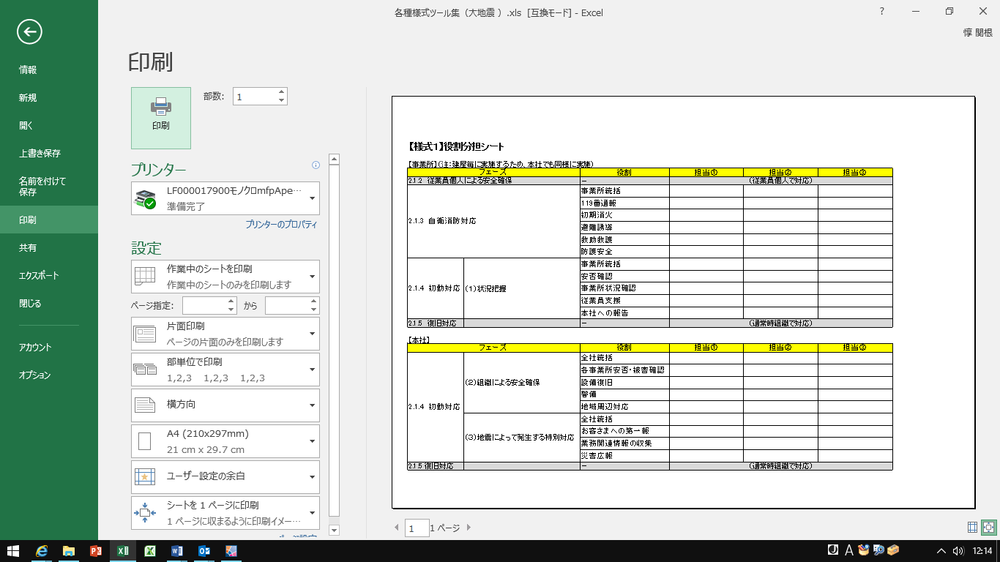 各種様式ツール集（大地震 ）.xls [互換モード] - Excel
?
惇 関根
情報
新規
開く
上書き保存
名前を付けて
保存
印刷
共有
エクスポート
閉じる
アカウント
オプション
印刷
印刷
部数: 1
プリンター
LF000017900モノクロmfpApe…
準備完了
プリンターのプロパティ
設定
作業中のシートを印刷
作業中のシートのみを印刷します
ページ指定: から
片面印刷
ページの片面のみを印刷します
部単位で印刷
1,2,3 1,2,3 1,2,3
横方向
A4 (210x297mm)
21 cm x 29.7 cm
ユーザー設定の余白
シートを 1 ページに印刷
1 ページに収まるように印刷イメー…
【様式１】役割分担シート
【事業所】（注：建屋毎に実施するため、本社でも同様に実施）
フェーズ 役割 担当① 担当② 担当③
2.1.2 従業員個人による安全確保 － （従業員個人で対応）
2.1.3 自衛消防対応
事業所統括
119番通報
初期消火
避難誘導
救助救護
防護安全
2.1.4 初動対応 （１）状況把握
事業所統括
安否確認
事業所状況確認
従業員支援
本社への報告
2.1.5 復旧対応 － （通常時組織で対応）
【本社】
フェーズ 役割 担当① 担当② 担当③
2.1.4 初動対応
（２）組織による安全確保
全社統括
各事業所安否・被害確認
設備復旧
警備
地域周辺対応
（３）地震によって発生する特別対応
全社統括
お客さまへの第一報
業務関連情報の収集
災害広報
2.1.5 復旧対応 － （通常時組織で対応）
1 1 ページ
A
12:14